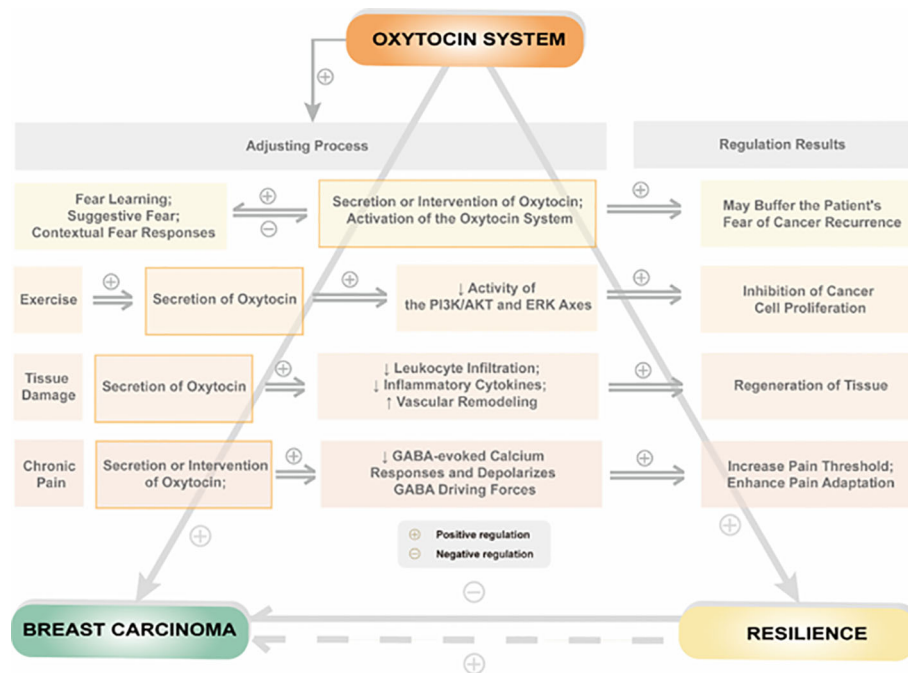 OXYTOCIN SYSTEM
Adjusting Process
Regulation Results
Fear Learning;
Suggestive Fear;
Contextual Fear Responses
Secretion or Intervention of Oxytocin;
Activation of the Oxytocin System
May Buffer the Patient's
Fear of Cancer Recurrence
Exercise
Secretion of Oxytocin
↓ Activity of
the PI3K/AKT and ERK Axes
Inhibition of Cancer
Cell Proliferation
Tissue
Damage
Secretion of Oxytocin
↓ Leukocyte Infiltration;
↓ Inflammatory Cytokines;
↑ Vascular Remodeling
Regeneration of Tissue
Chronic
Pain
Secretion or Intervention
of Oxytocin;
↓ GABA-evoked Calcium
Responses and Depolarizes
GABA Driving Forces
Increase Pain Threshold;
Enhance Pain Adaptation
Positive regulation
Negative regulation
BREAST CARCINOMA
RESILIENCE